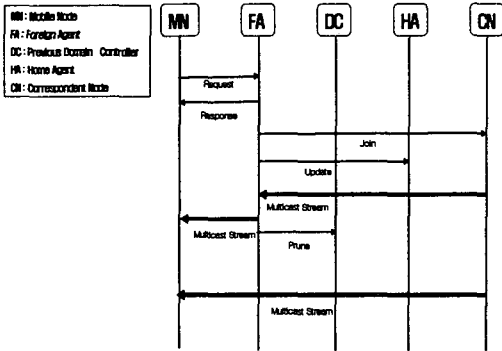 MN : Mobile Node
FA : Foreign Agent
DC : Previous Domain Controller
HA : Home Agent
CN : Correspondent Node
MN FA DC HA CN
Request
Response
Join
Update
Multicast Stream
Multicast Stream
Prune
Multicast Stream